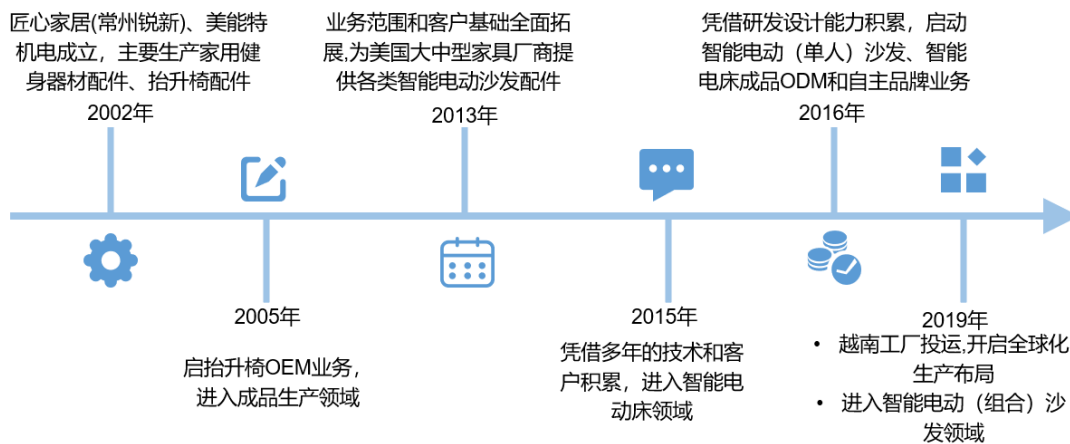 匠心家居(常州锐新)、美能特
机电成立，主要生产家用健
身器材配件、抬升椅配件
2002年
2005年
启抬升椅OEM业务，
进入成品生产领域
业务范围和客户基础全面拓
展,为美国大中型家具厂商提
供各类智能电动沙发配件
2013年
2015年
凭借多年的技术和客
户积累，进入智能电
动床领域
凭借研发设计能力积累，启动
智能电动（单人）沙发、智能
电床成品ODM和自主品牌业务
2016年
2019年
• 越南工厂投运,开启全球化
生产布局
• 进入智能电动（组合）沙
发领域